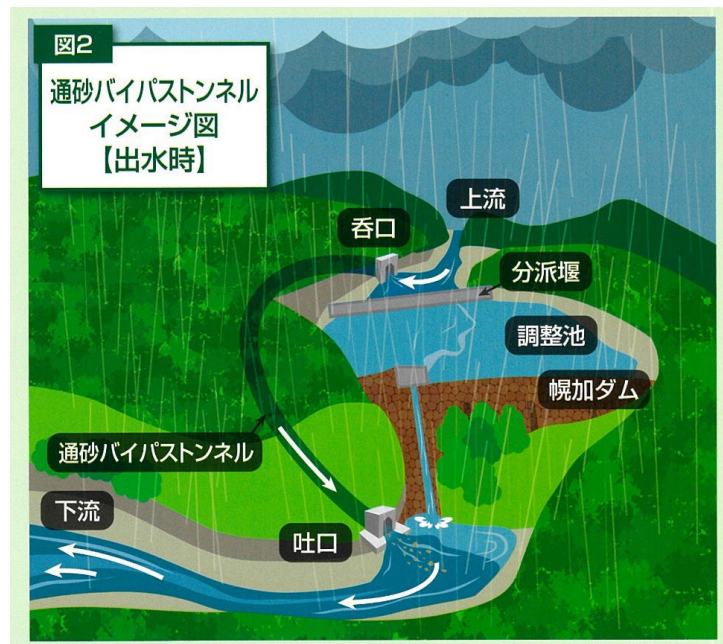 図2
通砂バイパストンネル
イメージ図
【出水時】
上流
呑口
分派堰
調整池
幌加ダム
通砂バイパストンネル
下流
吐口